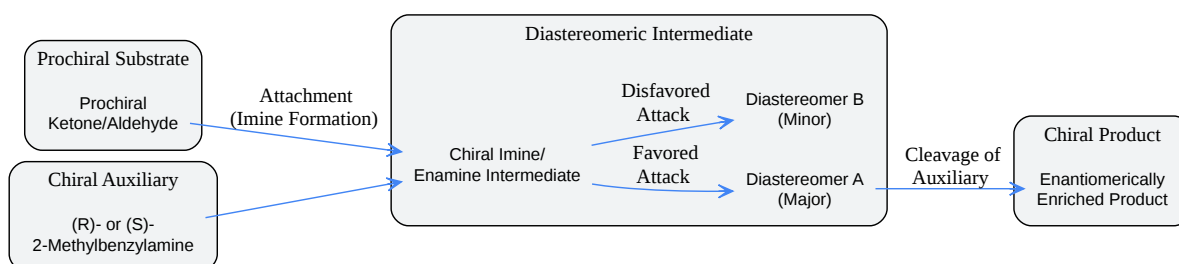 Prochiral Substrate
Prochiral
Ketone/Aldehyde
Chiral Auxiliary
(R)- or (S)-
2-Methylbenzylamine
Attachment
(Imine Formation)
Diastereomeric Intermediate
Chiral Imine/
Enamine Intermediate
Disfavored
Attack
Favored
Attack
Diastereomer B
(Minor)
Diastereomer A
(Major)
Cleavage of
Auxiliary
Chiral Product
Enantiomerically
Enriched Product